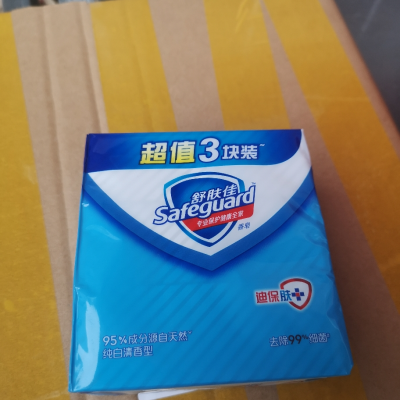 超值3块装
舒肤佳
Safeguard
专业保护健康全家
香皂
迪保肤
95%成分源自天然
去除99%细菌
纯白清香型